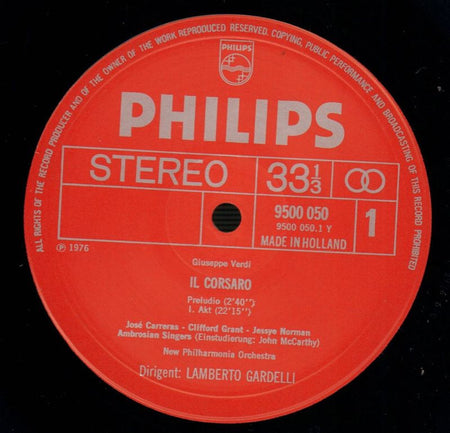 ALL RIGHTS OF THE RECORD PRODUCER AND OF THE OWNER OF THE WORK REPRODUCED RESERVED. COPYING, PUBLIC PERFORMANCE AND BROADCASTING OF THIS RECORD PROHIBITED
PHILIPS
PHILIPS
STEREO
33 1/3
9500 050
9500 050.1 Y
MADE IN HOLLAND
1
℗ 1976
Giuseppe Verdi
IL CORSARO
Preludio (2'40'')
I. Akt (22'15'')
José Carreras - Clifford Grant - Jessye Norman
Ambrosian Singers (Einstudierung: John McCarthy)
New Philharmonia Orchestra
Dirigent: LAMBERTO GARDELLI